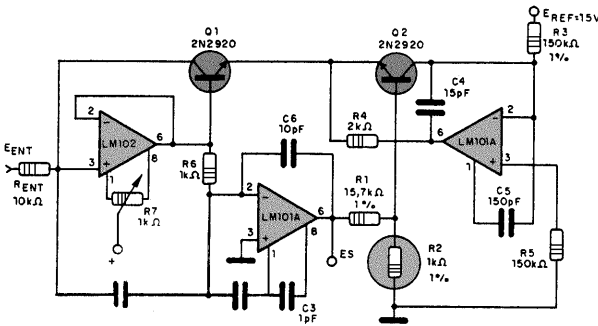 Q1
2N2920
Q2
2N2920
EREF=15V
R3
150kΩ
1%
C4
15pF
2
LM102
6
3
1
8
R7
1kΩ
+
EENT
RENT
10kΩ
R6
1kΩ
C6
10pF
2
LM101A
6
3
1
8
R1
15,7kΩ
1%
ES
R4
2kΩ
6
LM101A
2
3
1
C5
150pF
R5
150kΩ
R2
1kΩ
1%
C3
1pF